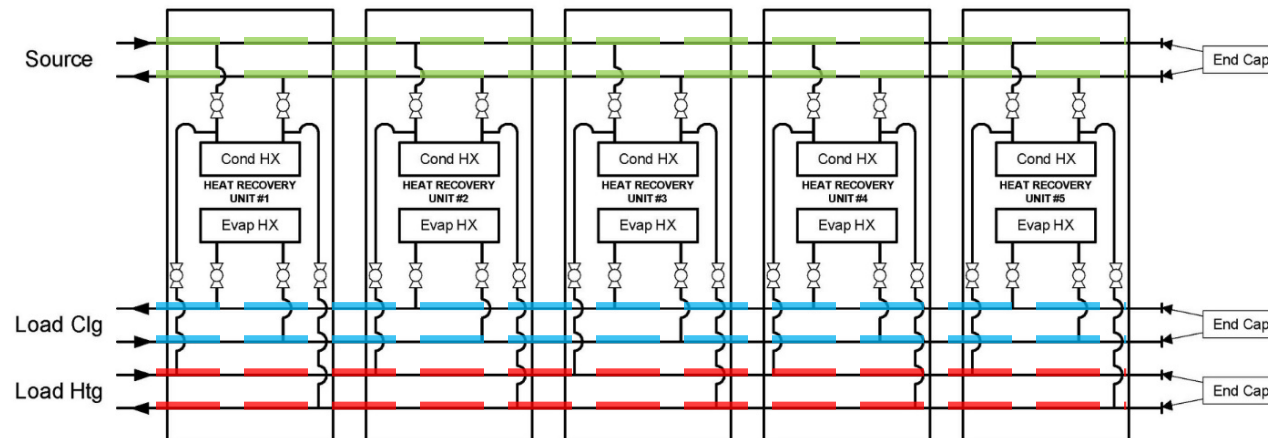 Source
End Cap
Cond HX
Cond HX
Cond HX
Cond HX
Cond HX
HEAT RECOVERY
UNIT #1
HEAT RECOVERY
UNIT #2
HEAT RECOVERY
UNIT #3
HEAT RECOVERY
UNIT #4
HEAT RECOVERY
UNIT #5
Evap HX
Evap HX
Evap HX
Evap HX
Evap HX
Load Clg
End Cap
Load Htg
End Cap